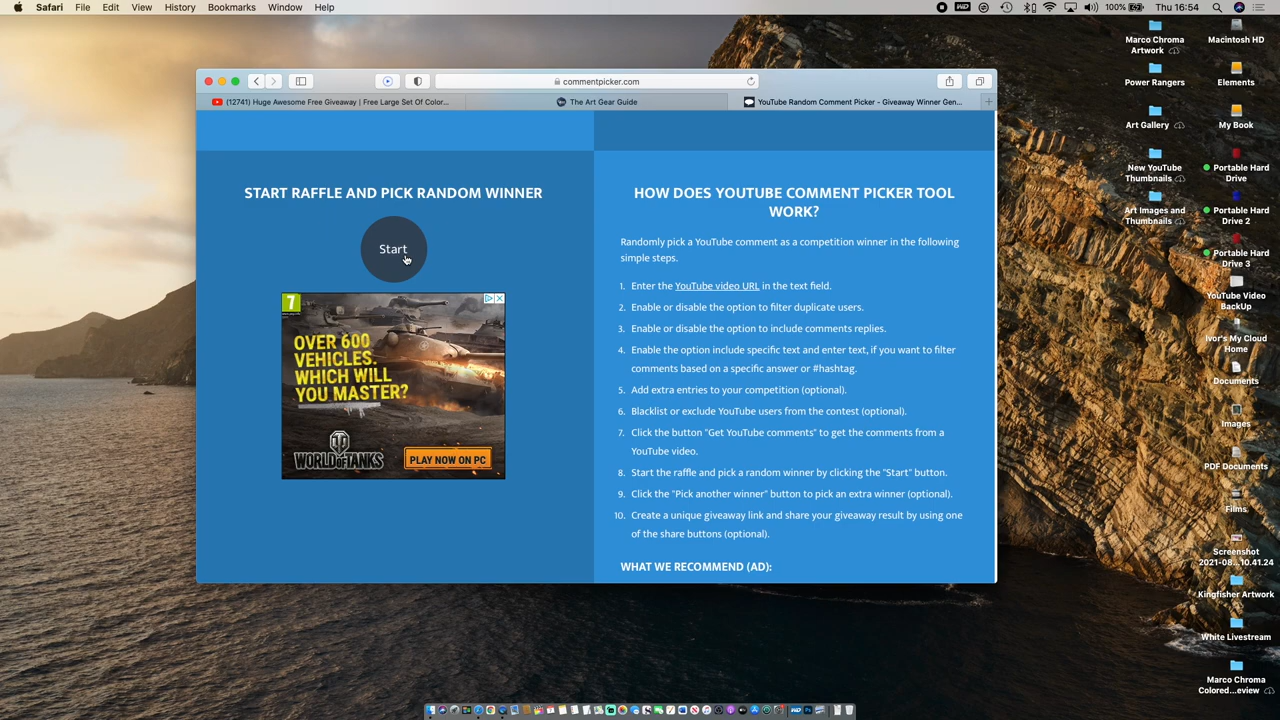 Safari File Edit View History Bookmarks Window Help
100% Thu 16:54
commentpicker.com
(12741) Huge Awesome Free Giveaway | Free Large Set Of Color...
The Art Gear Guide
YouTube Random Comment Picker - Giveaway Winner Gen...
START RAFFLE AND PICK RANDOM WINNER
Start
7
OVER 600
VEHICLES.
WHICH WILL
YOU MASTER?
WORLD OF TANKS
PLAY NOW ON PC
HOW DOES YOUTUBE COMMENT PICKER TOOL
WORK?
Randomly pick a YouTube comment as a competition winner in the following
simple steps.
1. Enter the YouTube video URL in the text field.
2. Enable or disable the option to filter duplicate users.
3. Enable or disable the option to include comments replies.
4. Enable the option include specific text and enter text, if you want to filter
comments based on a specific answer or #hashtag.
5. Add extra entries to your competition (optional).
6. Blacklist or exclude YouTube users from the contest (optional).
7. Click the button "Get YouTube comments" to get the comments from a
YouTube video.
8. Start the raffle and pick a random winner by clicking the "Start" button.
9. Click the "Pick another winner" button to pick an extra winner (optional).
10. Create a unique giveaway link and share your giveaway result by using one
of the share buttons (optional).
WHAT WE RECOMMEND (AD):
Marco Chroma
Artwork
Power Rangers
Art Gallery
New YouTube
Thumbnails
Art Images and
Thumbnails
Macintosh HD
Elements
My Book
Portable Hard
Drive
Portable Hard
Drive 2
Portable Hard
Drive 3
YouTube Video
BackUp
Ivor's My Cloud
Home
Documents
Images
PDF Documents
Films
Screenshot
2021-08...10.41.24
Kingfisher Artwork
White Livestream
Marco Chroma
Colored...eview